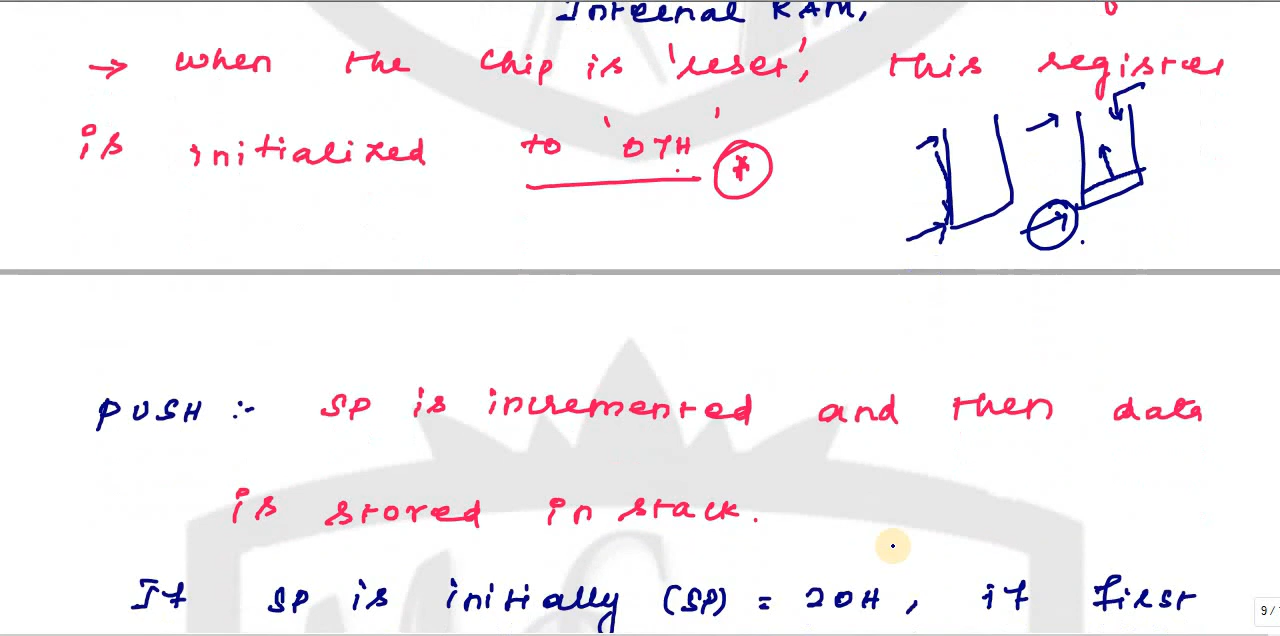 Internal RAM,
→ when the chip is 'reset', this register
is initialized to '07H' *
PUSH :- SP is incremented and then data
is stored in stack.
If SP is initially (SP) = 20H, if first
9/